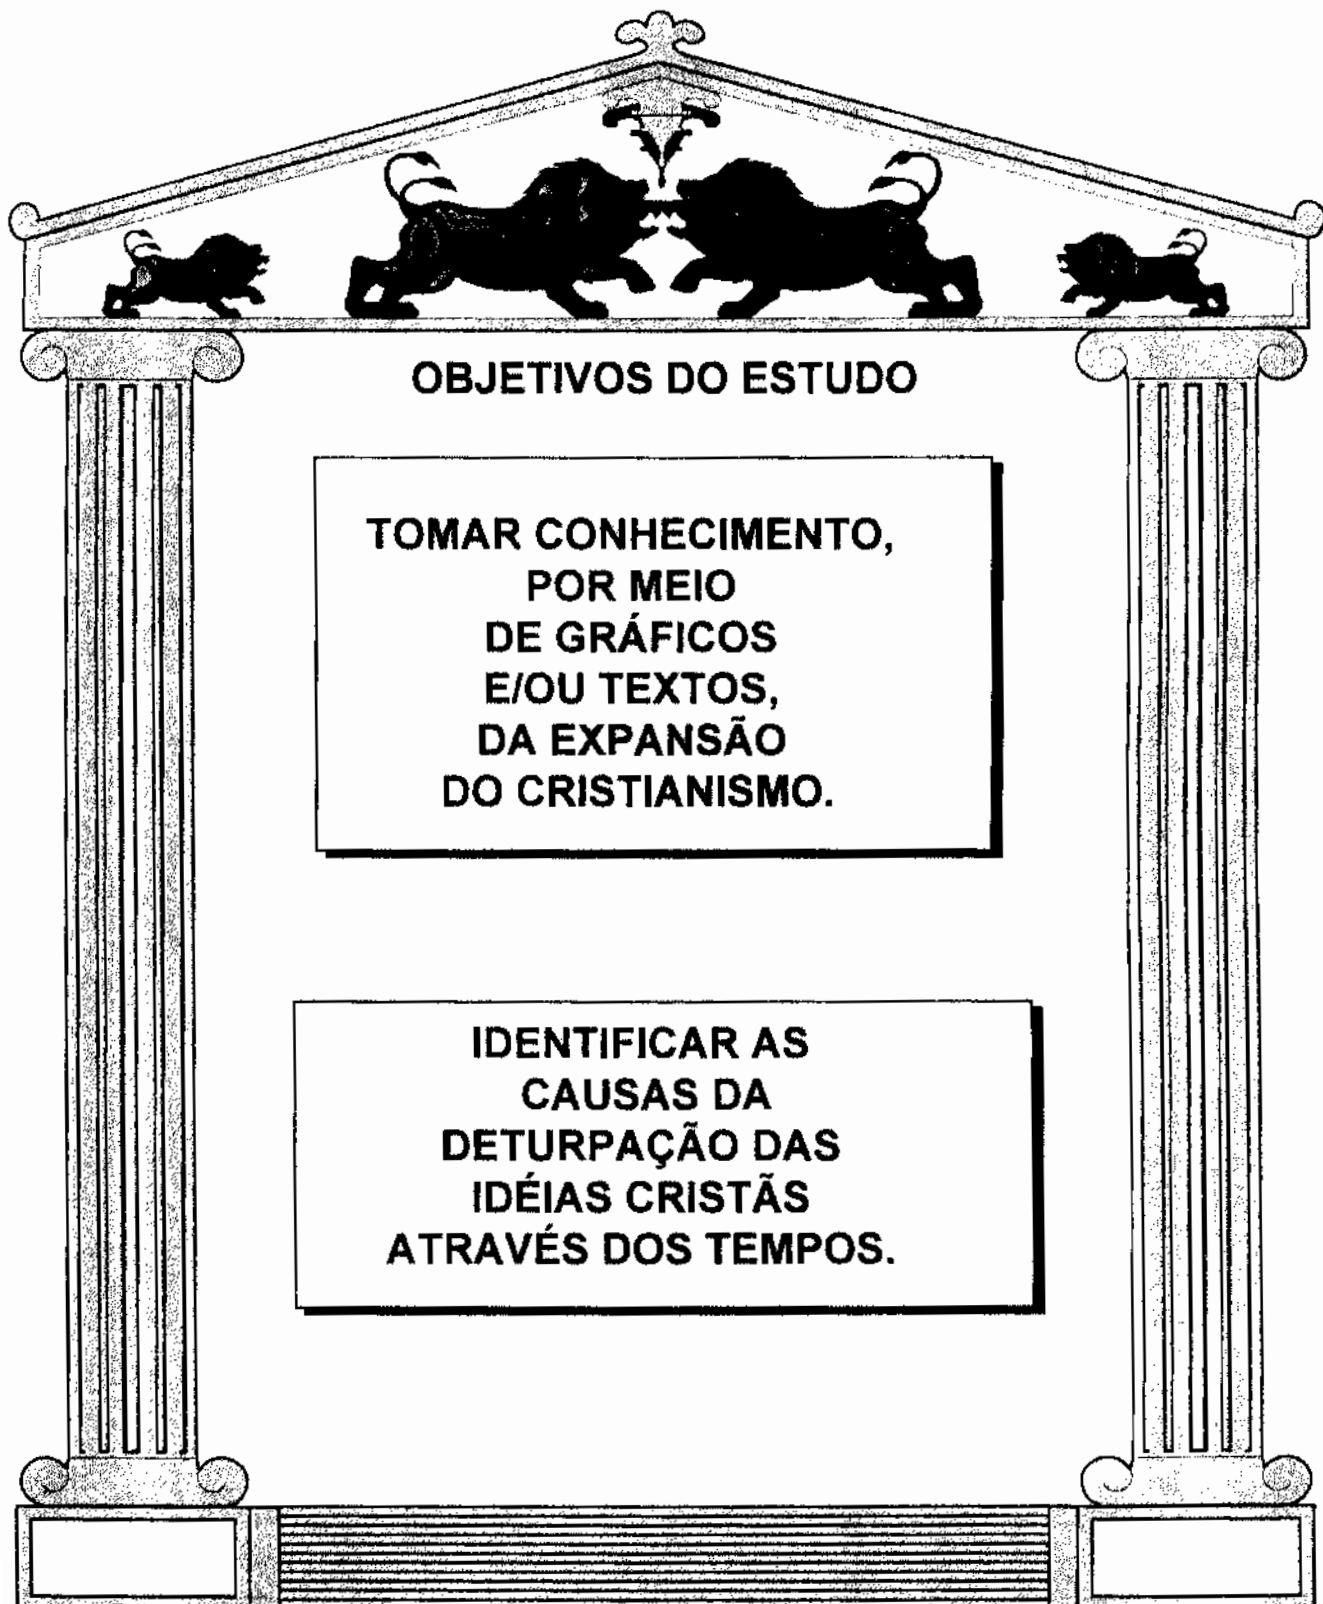 OBJETIVOS DO ESTUDO
TOMAR CONHECIMENTO,
POR MEIO
DE GRÁFICOS
E/OU TEXTOS,
DA EXPANSÃO
DO CRISTIANISMO.
IDENTIFICAR AS
CAUSAS DA
DETURPAÇÃO DAS
IDÉIAS CRISTÃS
ATRAVÉS DOS TEMPOS.